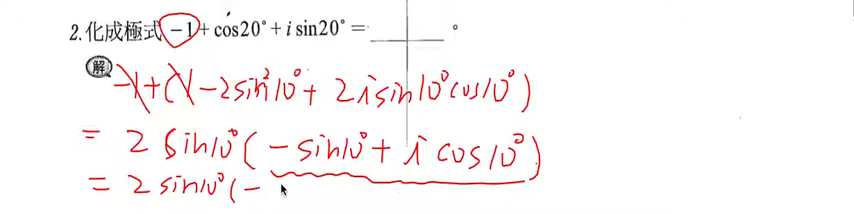 2.化成極式 −1 + cos20° + i sin20° = ______ 。
解 −1 + (1 − 2sin²10° + 2i sin10° cos10°)
= 2 sin10° ( − sin10° + i cos10° )
= 2 sin10° ( −